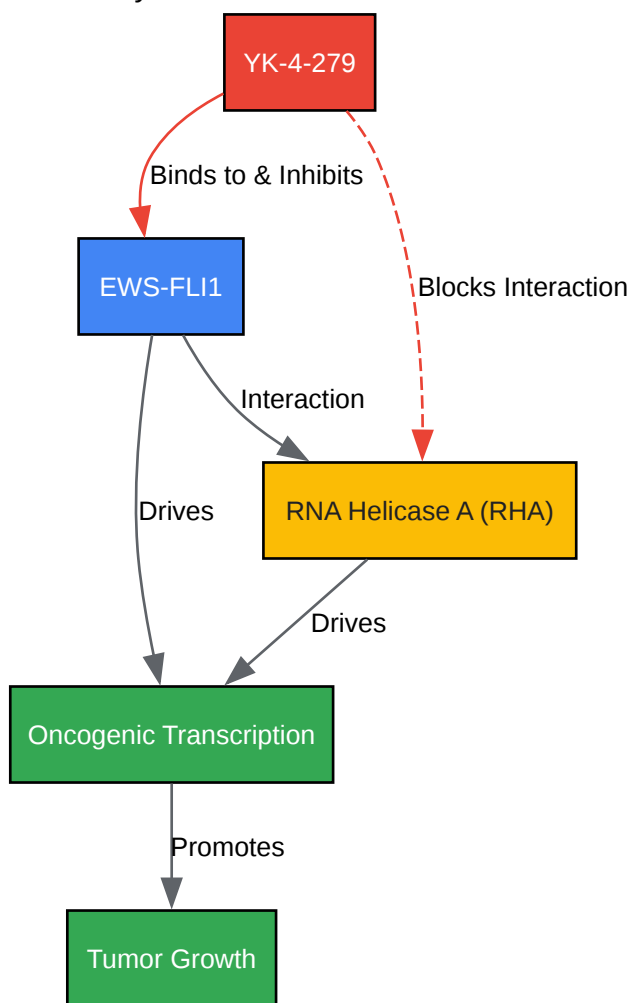 YK-4-279
Binds to & Inhibits
EWS-FLI1
Blocks Interaction
Interaction
RNA Helicase A (RHA)
Drives
Drives
Oncogenic Transcription
Promotes
Tumor Growth